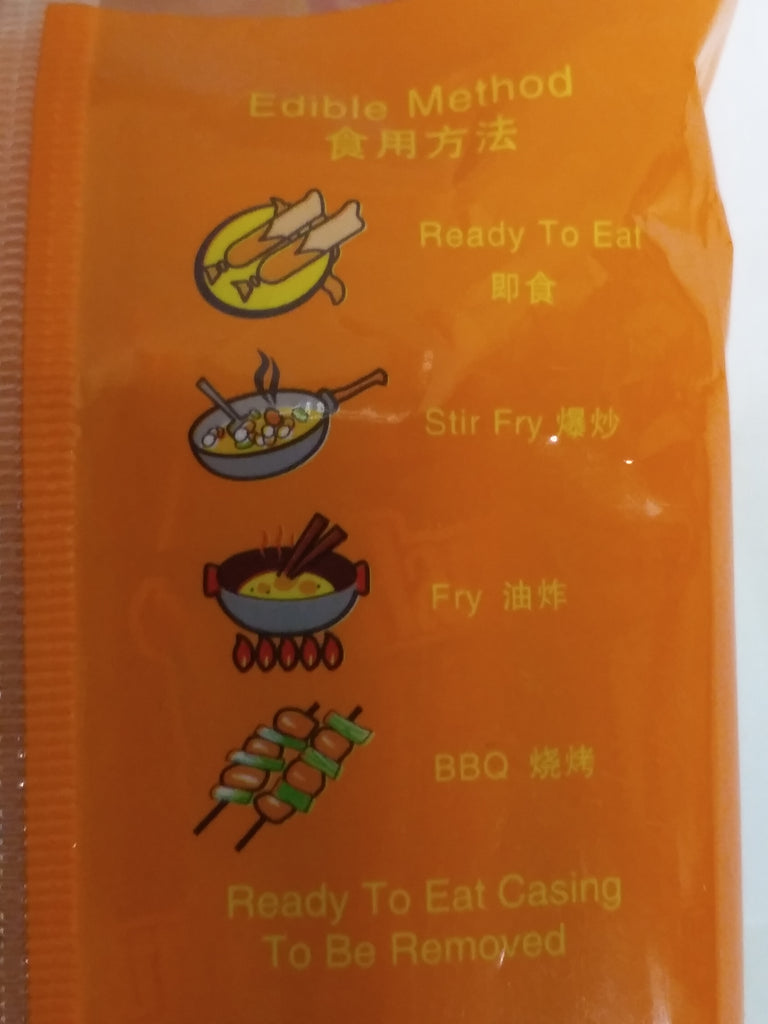 Edible Method
食用方法
Ready To Eat
即食
Stir Fry 爆炒
Fry 油炸
BBQ 烧烤
Ready To Eat Casing
To Be Removed